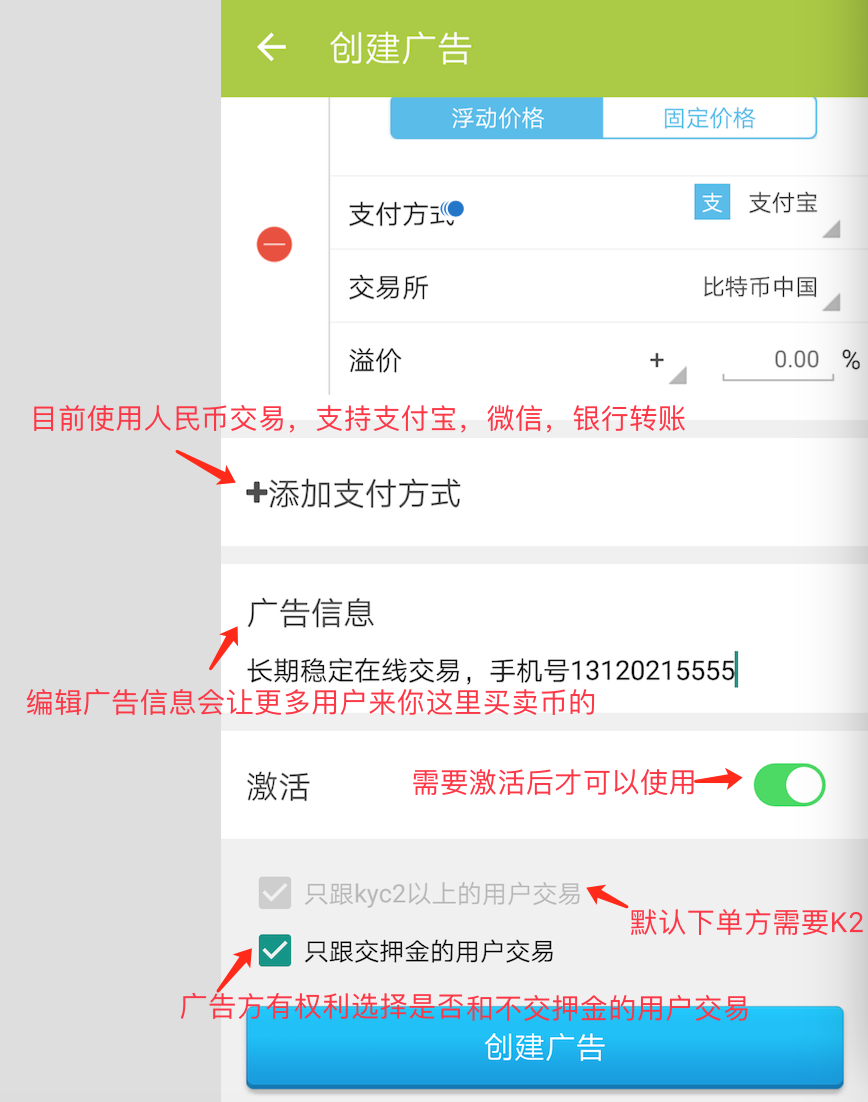 创建广告
浮动价格 固定价格
支付方式 支 支付宝
交易所 比特币中国
溢价 + 0.00 %
目前使用人民币交易，支持支付宝，微信，银行转账
+添加支付方式
广告信息
长期稳定在线交易，手机号13120215555
编辑广告信息会让更多用户来你这里买卖币的
激活 需要激活后才可以使用
只跟kyc2以上的用户交易
默认下单方需要K2
只跟交押金的用户交易
广告方有权利选择是否和不交押金的用户交易
创建广告